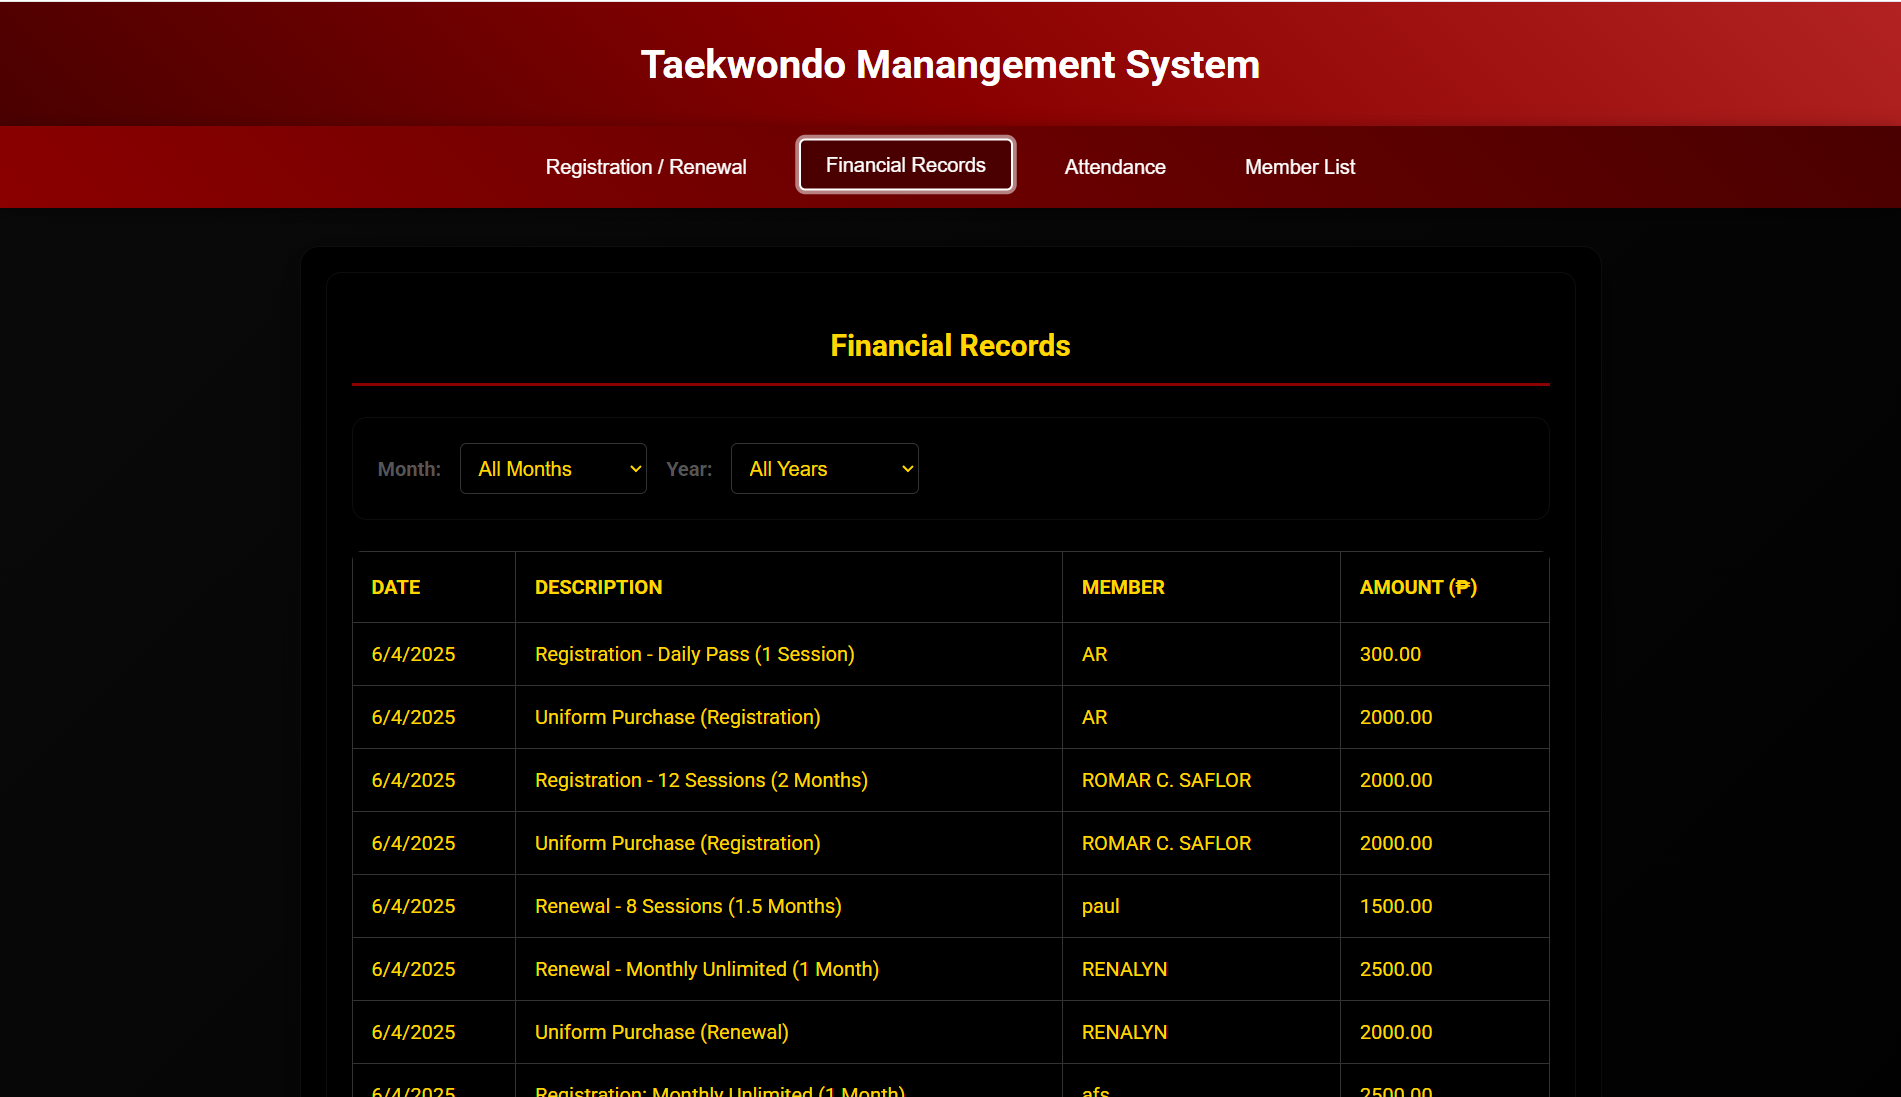 Taekwondo Manangement System
Registration / Renewal Financial Records Attendance Member List
Financial Records
Month: All Months Year: All Years
DATE DESCRIPTION MEMBER AMOUNT (₱)
6/4/2025 Registration - Daily Pass (1 Session) AR 300.00
6/4/2025 Uniform Purchase (Registration) AR 2000.00
6/4/2025 Registration - 12 Sessions (2 Months) ROMAR C. SAFLOR 2000.00
6/4/2025 Uniform Purchase (Registration) ROMAR C. SAFLOR 2000.00
6/4/2025 Renewal - 8 Sessions (1.5 Months) paul 1500.00
6/4/2025 Renewal - Monthly Unlimited (1 Month) RENALYN 2500.00
6/4/2025 Uniform Purchase (Renewal) RENALYN 2000.00
6/4/2025 Registration: Monthly Unlimited (1 Month) afs 2500.00